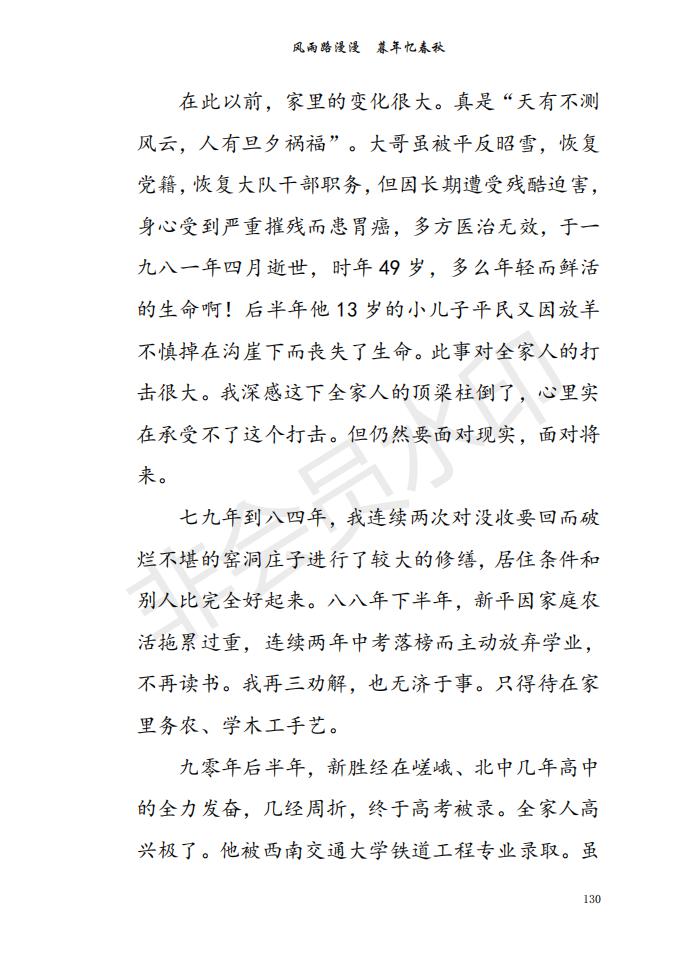 风雨路漫漫　暮年忆春秋
在此以前，家里的变化很大。真是“天有不测
风云，人有旦夕祸福”。大哥虽被平反昭雪，恢复
党籍，恢复大队干部职务，但因长期遭受残酷迫害，
身心受到严重摧残而患胃癌，多方医治无效，于一
九八一年四月逝世，时年 49 岁，多么年轻而鲜活
的生命啊！后半年他 13 岁的小儿子平民又因放羊
不慎掉在沟崖下而丧失了生命。此事对全家人的打
击很大。我深感这下全家人的顶梁柱倒了，心里实
在承受不了这个打击。但仍然要面对现实，面对将
来。
七九年到八四年，我连续两次对没收要回而破
烂不堪的窑洞庄子进行了较大的修缮，居住条件和
别人比完全好起来。八八年下半年，新平因家庭农
活拖累过重，连续两年中考落榜而主动放弃学业，
不再读书。我再三劝解，也无济于事。只得待在家
里务农、学木工手艺。
九零年后半年，新胜经在嵯峨、北中几年高中
的全力发奋，几经周折，终于高考被录。全家人高
兴极了。他被西南交通大学铁道工程专业录取。虽
130
非会员水印